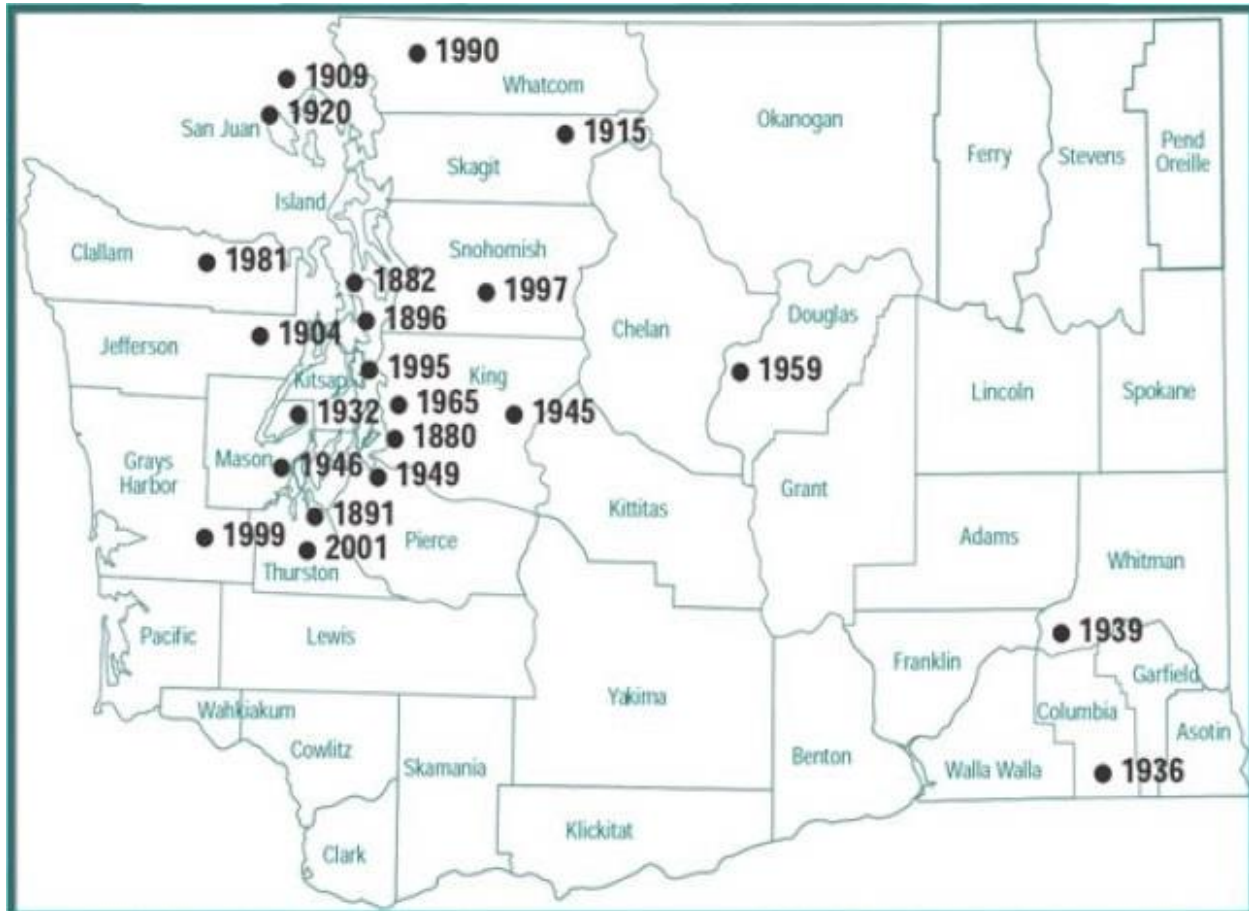 1990
1909
Whatcom
1920
San Juan
1915
Okanogan
Ferry
Stevens
Pend
Oreille
Skagit
Island
Clallam
1981
Snohomish
1882
1997
Douglas
1896
Chelan
1904
Jefferson
1995
Kitsap
King
1959
Lincoln
Spokane
1965
1932
1945
1880
Mason
1946
Grays
Harbor
1949
Grant
1891
Kittitas
1999
2001
Pierce
Adams
Thurston
Whitman
Pacific
Lewis
1939
Franklin
Garfield
Yakima
Wahkiakum
Columbia
Asotin
Cowlitz
Skamania
Benton
Walla Walla
1936
Klickitat
Clark